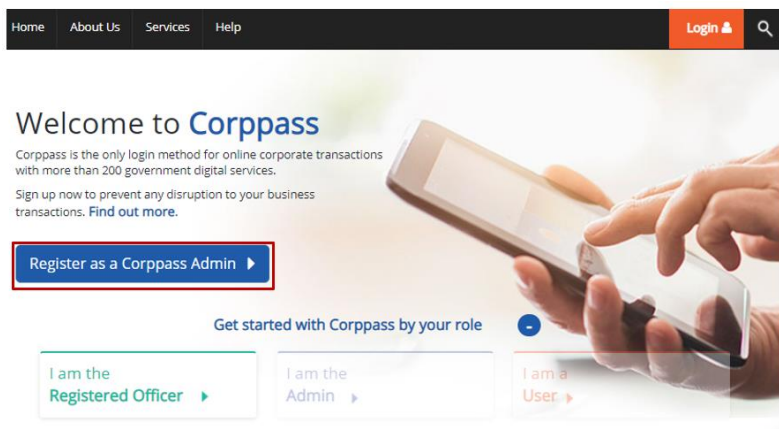 Home About Us Services Help Login
Welcome to Corppass
Corppass is the only login method for online corporate transactions
with more than 200 government digital services.
Sign up now to prevent any disruption to your business
transactions. Find out more.
Register as a Corppass Admin
Get started with Corppass by your role -
I am the
Registered Officer
I am the
Admin
I am a
User